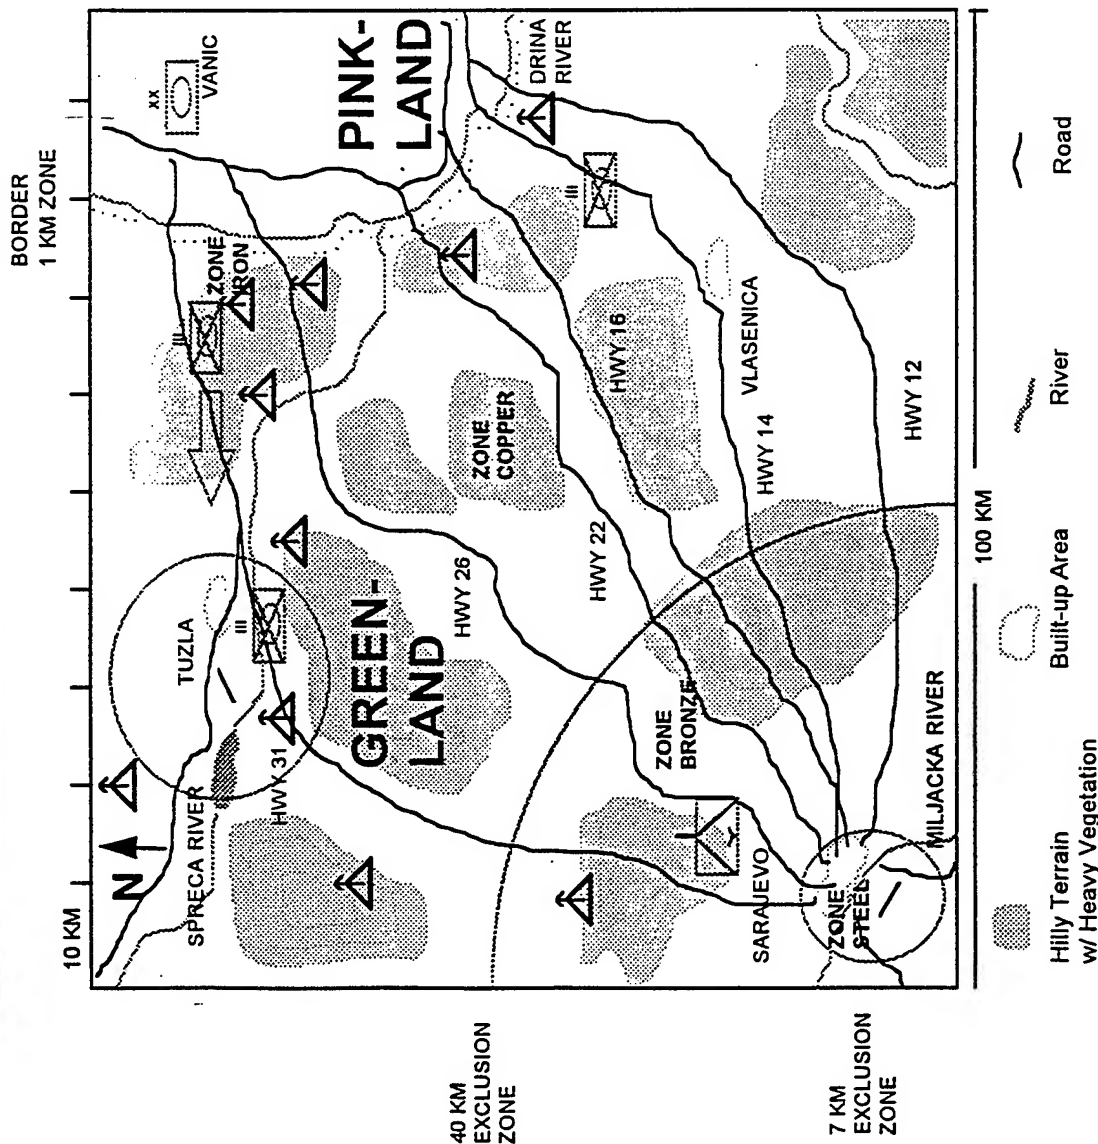 BORDER
1 KM ZONE
10 KM
N
SPRECA RIVER
HWY 31
TUZLA
ZONE
IRON
XX
VANIC
III
III
III
GREEN-
LAND
PINK-
LAND
HWY 26
ZONE
COPPER
HWY 22
HWY 16
DRINA
RIVER
VLASENICA
HWY 14
HWY 12
ZONE
BRONZE
SARAJEVO
ZONE
STEEL
MILJACKA RIVER
40 KM
EXCLUSION
ZONE
7 KM
EXCLUSION
ZONE
100 KM
Hilly Terrain
w/ Heavy Vegetation
Built-up Area
River
Road